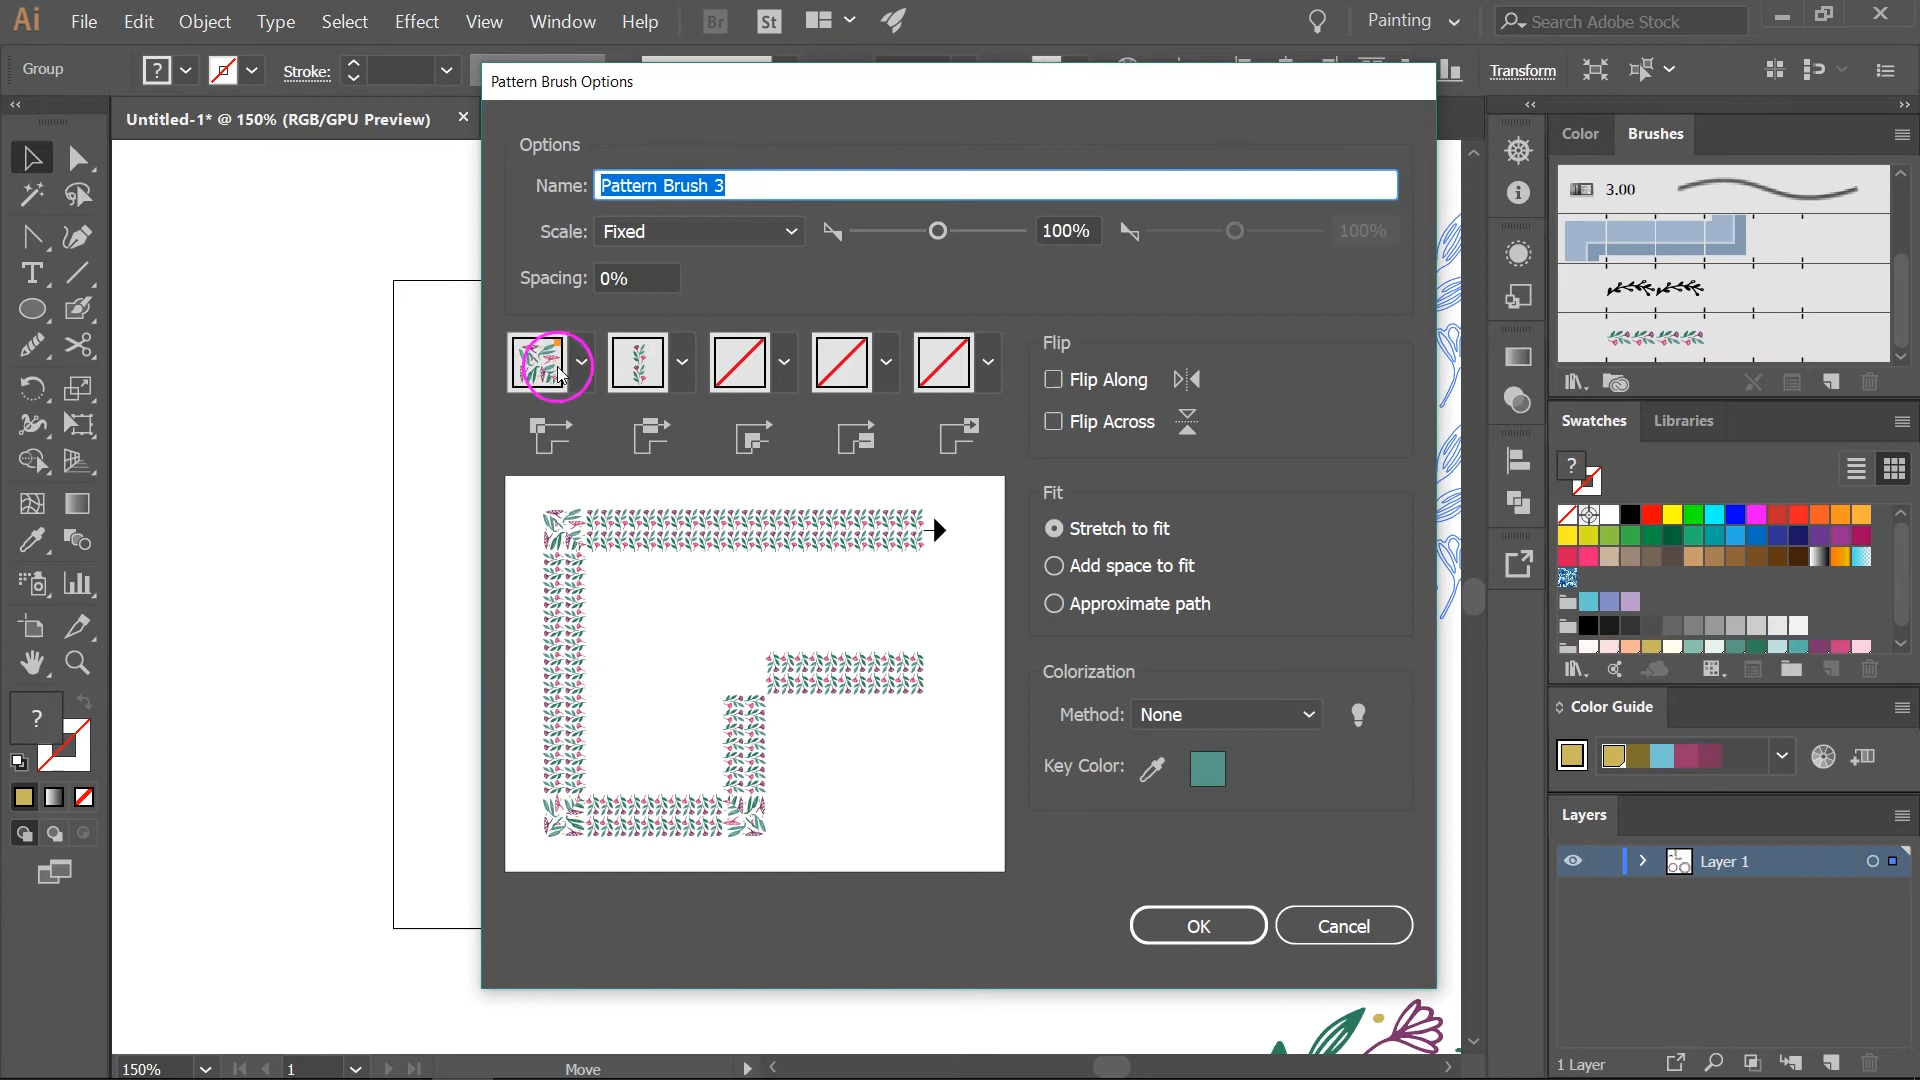 Ai File Edit Object Type Select Effect View Window Help Br St Painting Search Adobe Stock
Group ? Stroke: Transform
Pattern Brush Options
Untitled-1* @ 150% (RGB/GPU Preview)
Color Brushes
Options
Name: Pattern Brush 3
3.00
Scale: Fixed 100% 100%
Spacing: 0%
Flip
Flip Along
Flip Across
Swatches Libraries
?
Fit
Stretch to fit
Add space to fit
Approximate path
Colorization
Method: None
Key Color:
?
Color Guide
Layers
Layer 1
OK Cancel
150% 1 Move
1 Layer